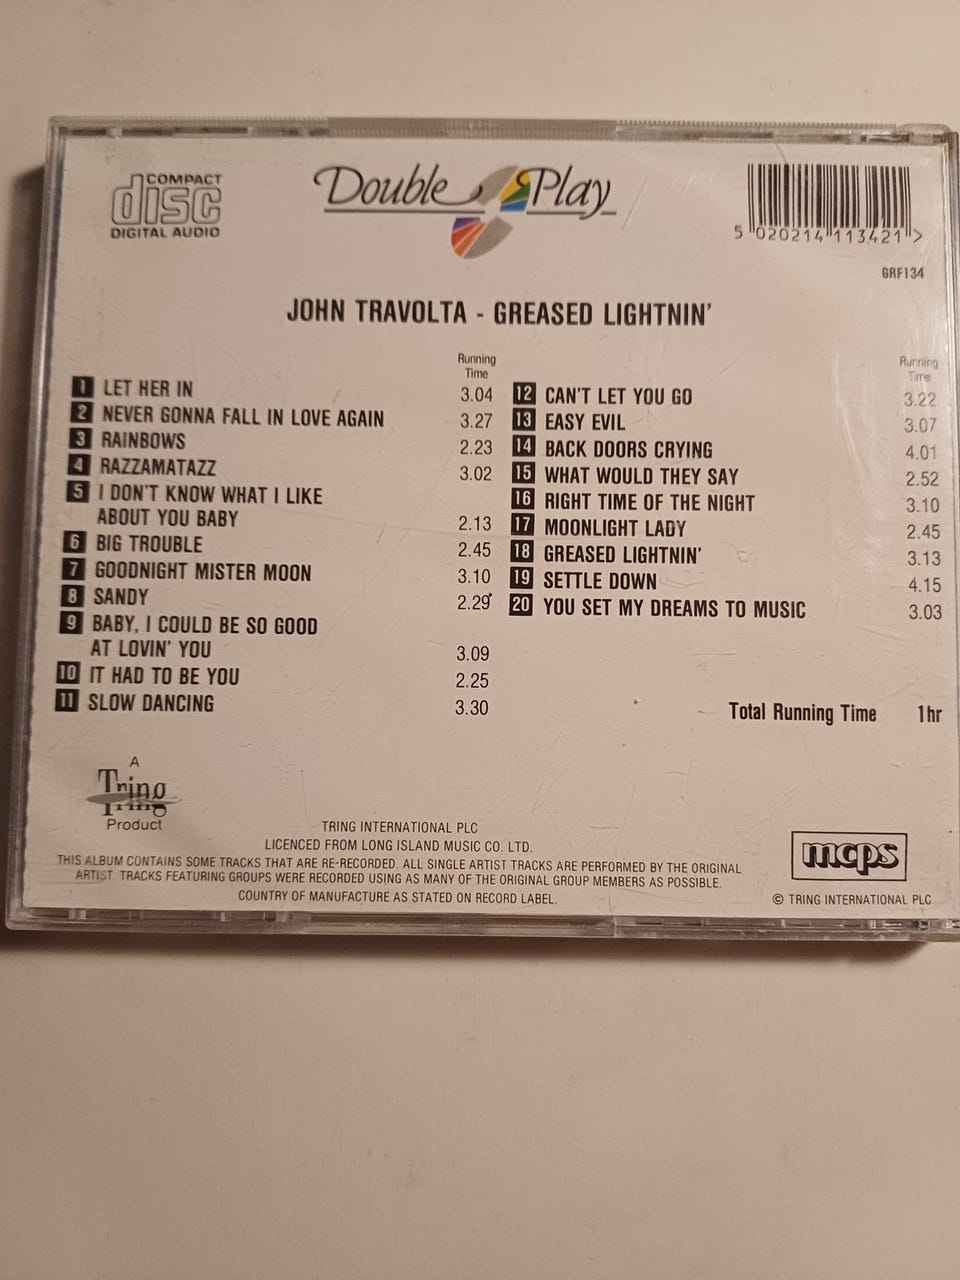 COMPACT
disc
DIGITAL AUDIO
Double Play
5 020214 113421 >
GRF134
JOHN TRAVOLTA - GREASED LIGHTNIN'
Running
Time
1 LET HER IN 3.04
2 NEVER GONNA FALL IN LOVE AGAIN 3.27
3 RAINBOWS 2.23
4 RAZZAMATAZZ 3.02
5 I DON'T KNOW WHAT I LIKE
ABOUT YOU BABY 2.13
6 BIG TROUBLE 2.45
7 GOODNIGHT MISTER MOON 3.10
8 SANDY 2.29
9 BABY, I COULD BE SO GOOD
AT LOVIN' YOU 3.09
10 IT HAD TO BE YOU 2.25
11 SLOW DANCING 3.30
Running
Time
12 CAN'T LET YOU GO 3.22
13 EASY EVIL 3.07
14 BACK DOORS CRYING 4.01
15 WHAT WOULD THEY SAY 2.52
16 RIGHT TIME OF THE NIGHT 3.10
17 MOONLIGHT LADY 2.45
18 GREASED LIGHTNIN' 3.13
19 SETTLE DOWN 4.15
20 YOU SET MY DREAMS TO MUSIC 3.03
Total Running Time 1hr
A
Tring
Product
TRING INTERNATIONAL PLC
LICENCED FROM LONG ISLAND MUSIC CO. LTD.
THIS ALBUM CONTAINS SOME TRACKS THAT ARE RE-RECORDED. ALL SINGLE ARTIST TRACKS ARE PERFORMED BY THE ORIGINAL
ARTIST. TRACKS FEATURING GROUPS WERE RECORDED USING AS MANY OF THE ORIGINAL GROUP MEMBERS AS POSSIBLE.
COUNTRY OF MANUFACTURE AS STATED ON RECORD LABEL.
mcps
© TRING INTERNATIONAL PLC